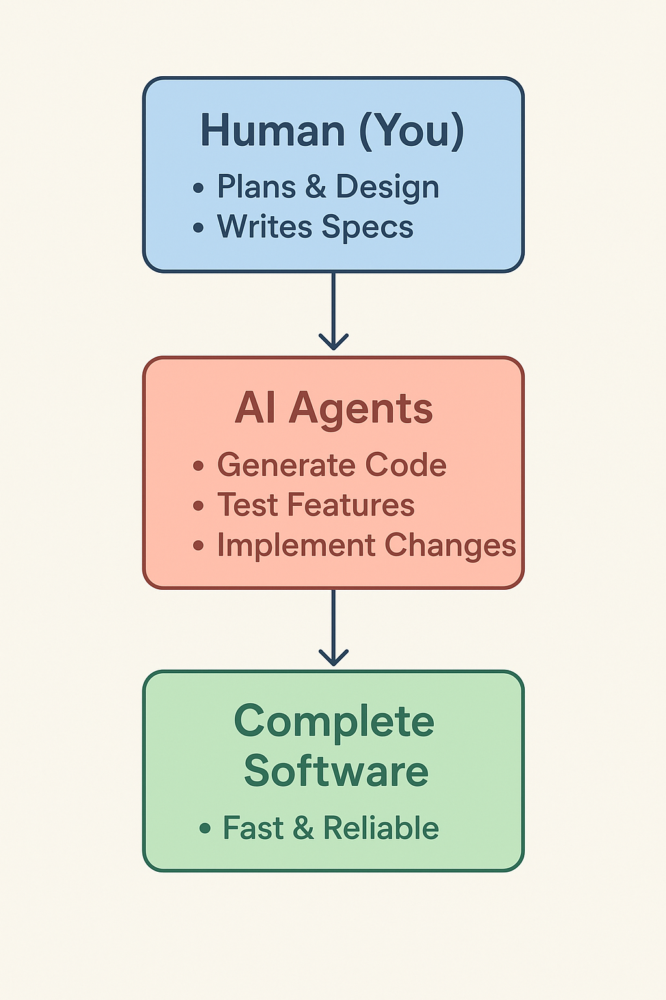 Human (You)
• Plans & Design
• Writes Specs
AI Agents
• Generate Code
• Test Features
• Implement Changes
Complete
Software
• Fast & Reliable